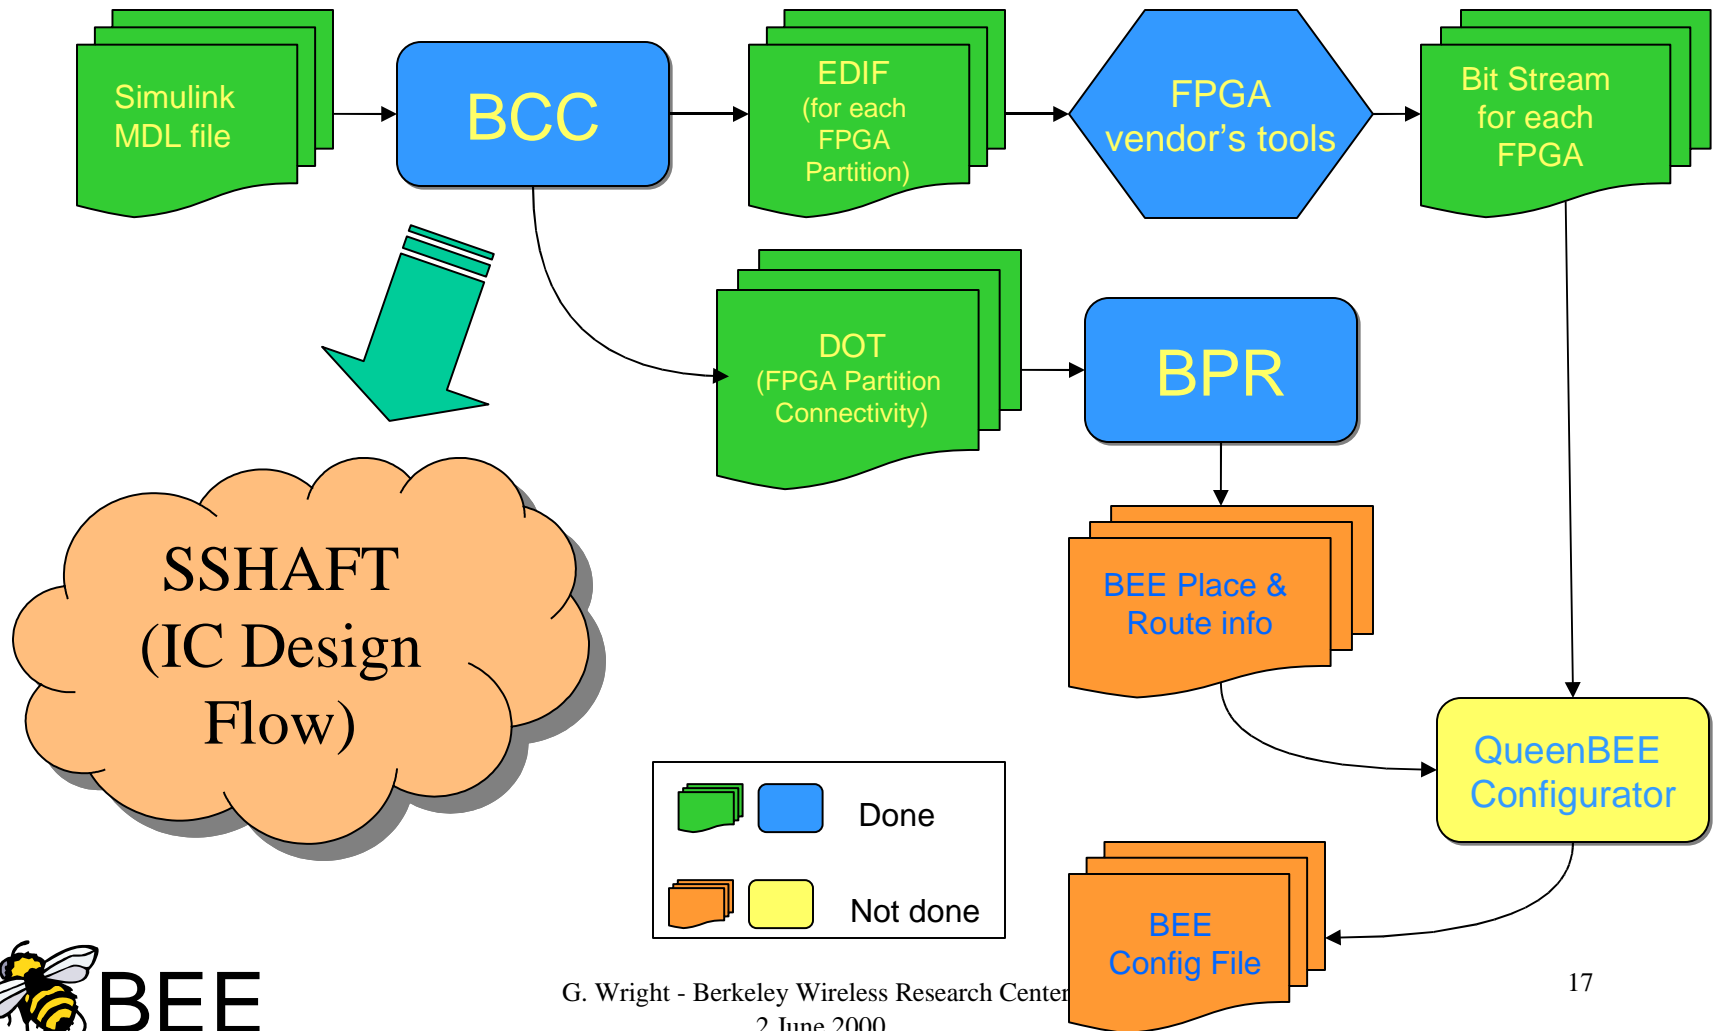 Simulink
MDL file
BCC
EDIF
(for each
FPGA
Partition)
FPGA
vendor's tools
Bit Stream
for each
FPGA
DOT
(FPGA Partition
Connectivity)
BPR
SSHAFT
(IC Design
Flow)
BEE Place &
Route info
QueenBEE
Configurator
Done
Not done
BEE
Config File
BEE
G. Wright - Berkeley Wireless Research Center
2 June 2000
17